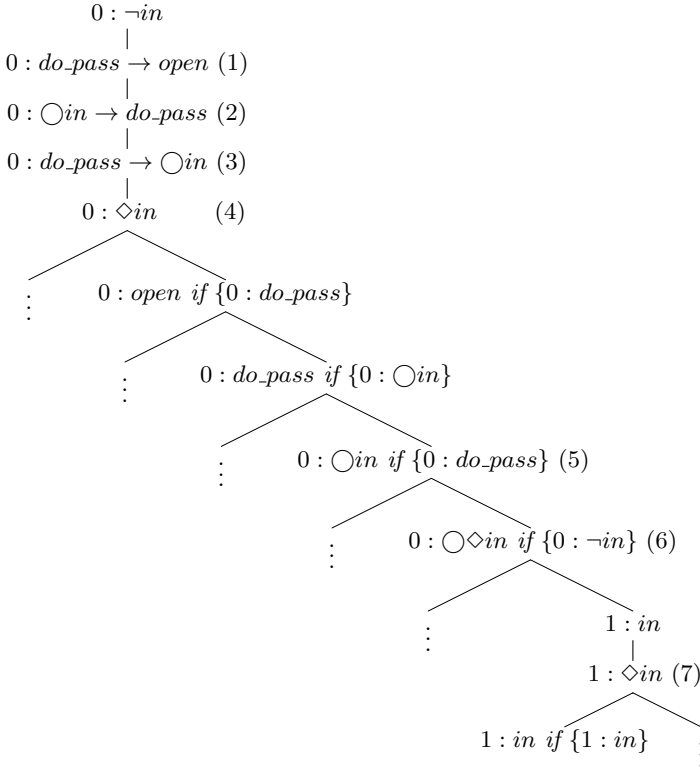 0 : ¬in
0 : do_pass → open (1)
0 : ◯in → do_pass (2)
0 : do_pass → ◯in (3)
0 : ◇in (4)
⋮ 0 : open if {0 : do_pass}
⋮ 0 : do_pass if {0 : ◯in}
⋮ 0 : ◯in if {0 : do_pass} (5)
⋮ 0 : ◯◇in if {0 : ¬in} (6)
⋮ 1 : in
1 : ◇in (7)
1 : in if {1 : in}